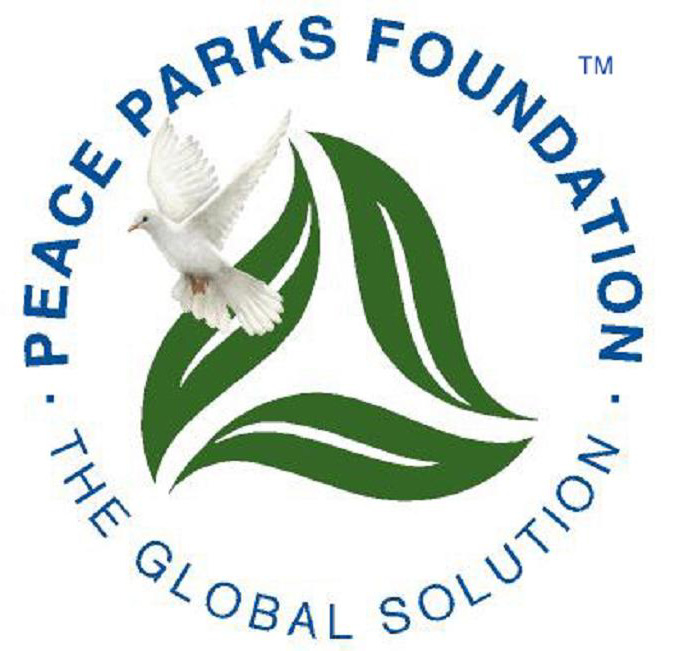 PEACE PARKS FOUNDATION
TM
· THE GLOBAL SOLUTION ·